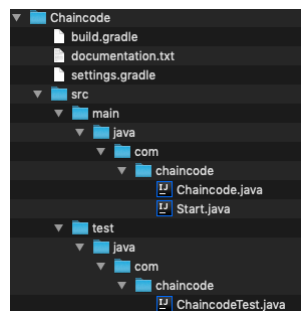 Chaincode
build.gradle
documentation.txt
settings.gradle
src
main
java
com
chaincode
Chaincode.java
Start.java
test
java
com
chaincode
ChaincodeTest.java